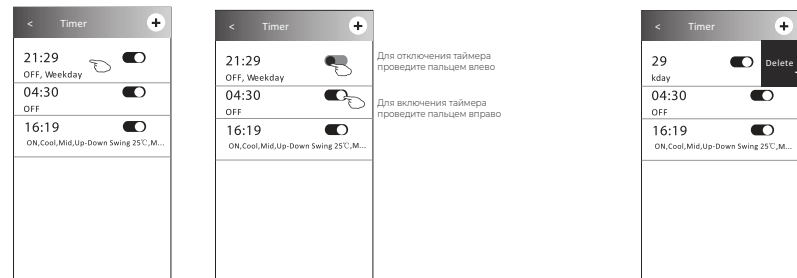 < Timer +
21:29
OFF, Weekday
04:30
OFF
16:19
ON,Cool,Mid,Up-Down Swing 25℃,M...
< Timer +
21:29
OFF, Weekday
04:30
OFF
16:19
ON,Cool,Mid,Up-Down Swing 25℃,M...
Для отключения таймера
проведите пальцем влево
Для включения таймера
проведите пальцем вправо
< Timer +
29
kday
Delete
04:30
OFF
16:19
ON,Cool,Mid,Up-Down Swing 25℃,M...